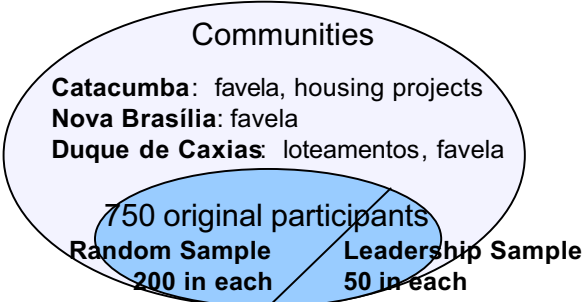 Communities
Catacumba: favela, housing projects
Nova Brasília: favela
Duque de Caxias: loteamentos, favela
750 original participants
Random Sample Leadership Sample
200 in each 50 in each